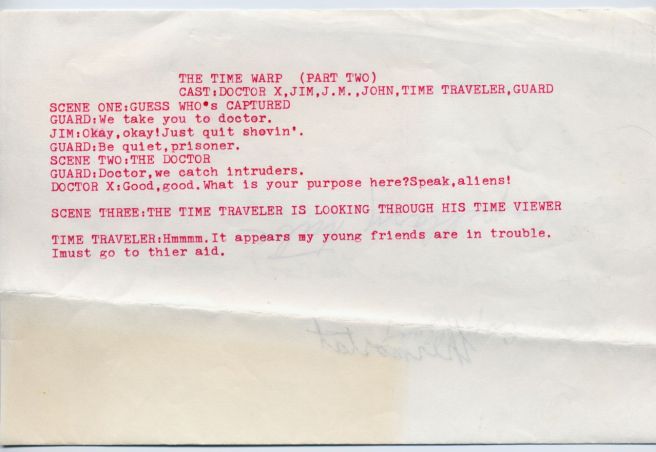 THE TIME WARP (PART TWO)
CAST:DOCTOR X,JIM,J.M.,JOHN,TIME TRAVELER,GUARD
SCENE ONE:GUESS WHO's CAPTURED
GUARD:We take you to doctor.
JIM:Okay,okay!Just quit shovin'.
GUARD:Be quiet,prisoner.
SCENE TWO:THE DOCTOR
GUARD:Doctor,we catch intruders.
DOCTOR X:Good,good.What is your purpose here?Speak,aliens!
SCENE THREE:THE TIME TRAVELER IS LOOKING THROUGH HIS TIME VIEWER
TIME TRAVELER:Hmmmm.It appears my young friends are in trouble.
Imust go to thier aid.